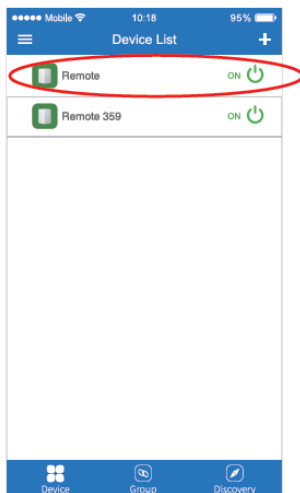 Mobile 10:18 95%
Device List
Remote ON
Remote 359 ON
Device Group Discovery